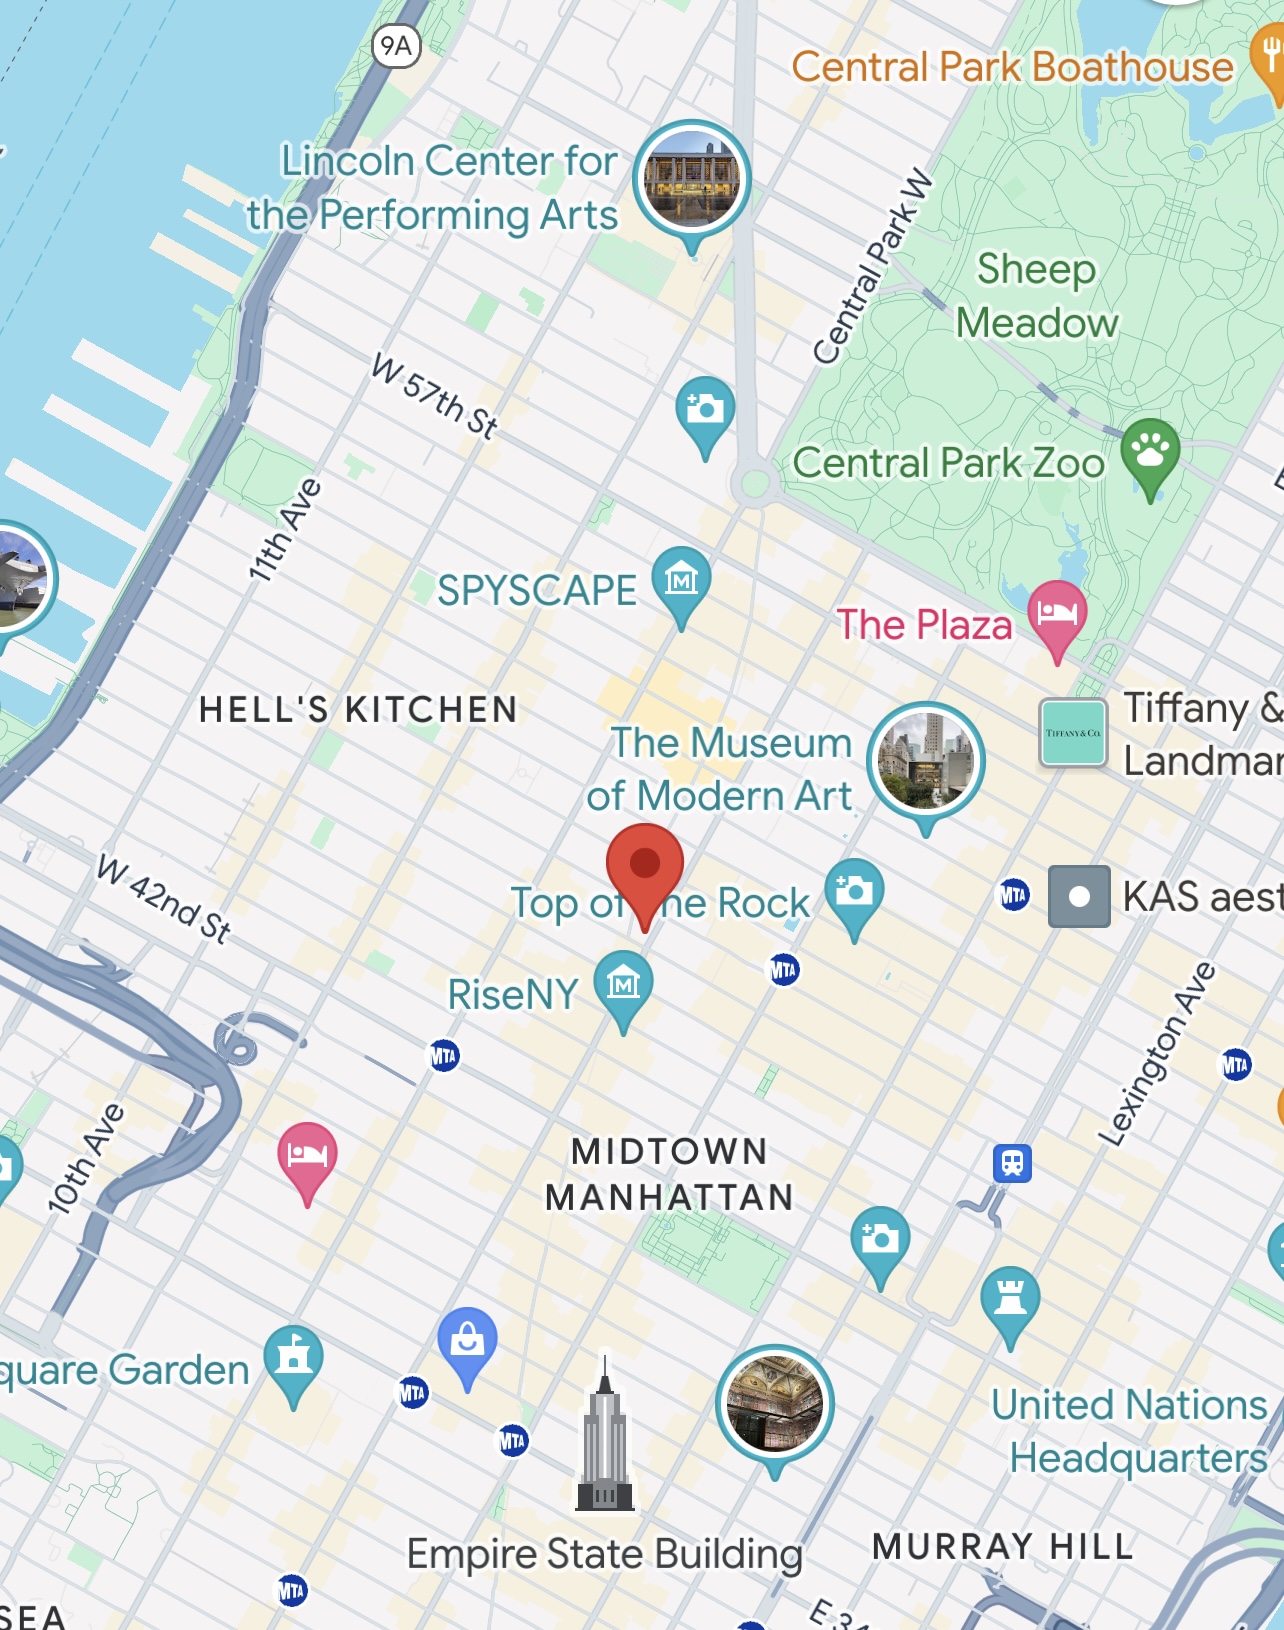 9A
Central Park Boathouse
Lincoln Center for
the Performing Arts
Central Park W
Sheep
Meadow
W 57th St
Central Park Zoo
11th Ave
SPYSCAPE
The Plaza
HELL'S KITCHEN
Tiffany &
Landmar
TIFFANY & CO.
The Museum
of Modern Art
W 42nd St
Top of he Rock
MTA
KAS aest
MTA
RiseNY
Lexington Ave
MTA
MTA
10th Ave
MIDTOWN
MANHATTAN
quare Garden
MTA
MTA
United Nations
Headquarters
Empire State Building
MURRAY HILL
MTA
SEA
E 34